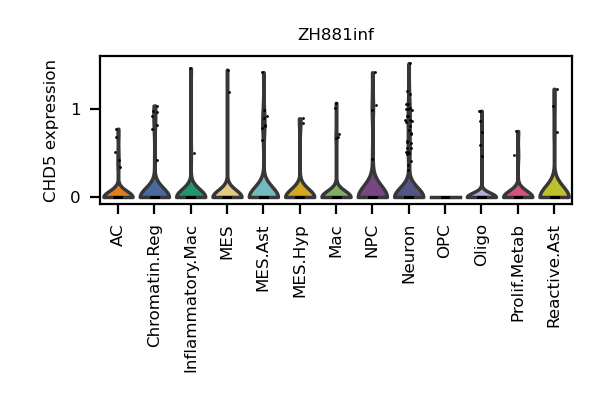 ZH881inf
CHD5 expression
1
0
AC
Chromatin.Reg
Inflammatory.Mac
MES
MES.Ast
MES.Hyp
Mac
NPC
Neuron
OPC
Oligo
Prolif.Metab
Reactive.Ast